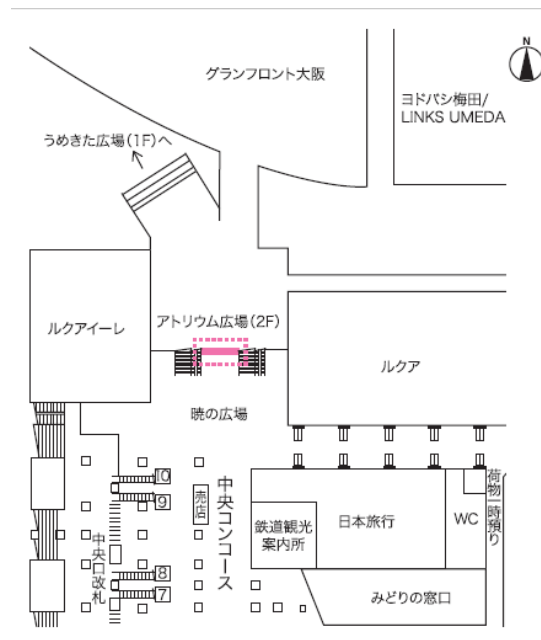 N
グランフロント大阪
ヨドバシ梅田/
LINKS UMEDA
うめきた広場(1F)へ
アトリウム広場(2F)
ルクアイーレ
ルクア
暁の広場
10
9
8
7
中央口改札
売店
中央コンコース
鉄道観光
案内所
日本旅行
WC
荷物一時預り
みどりの窓口